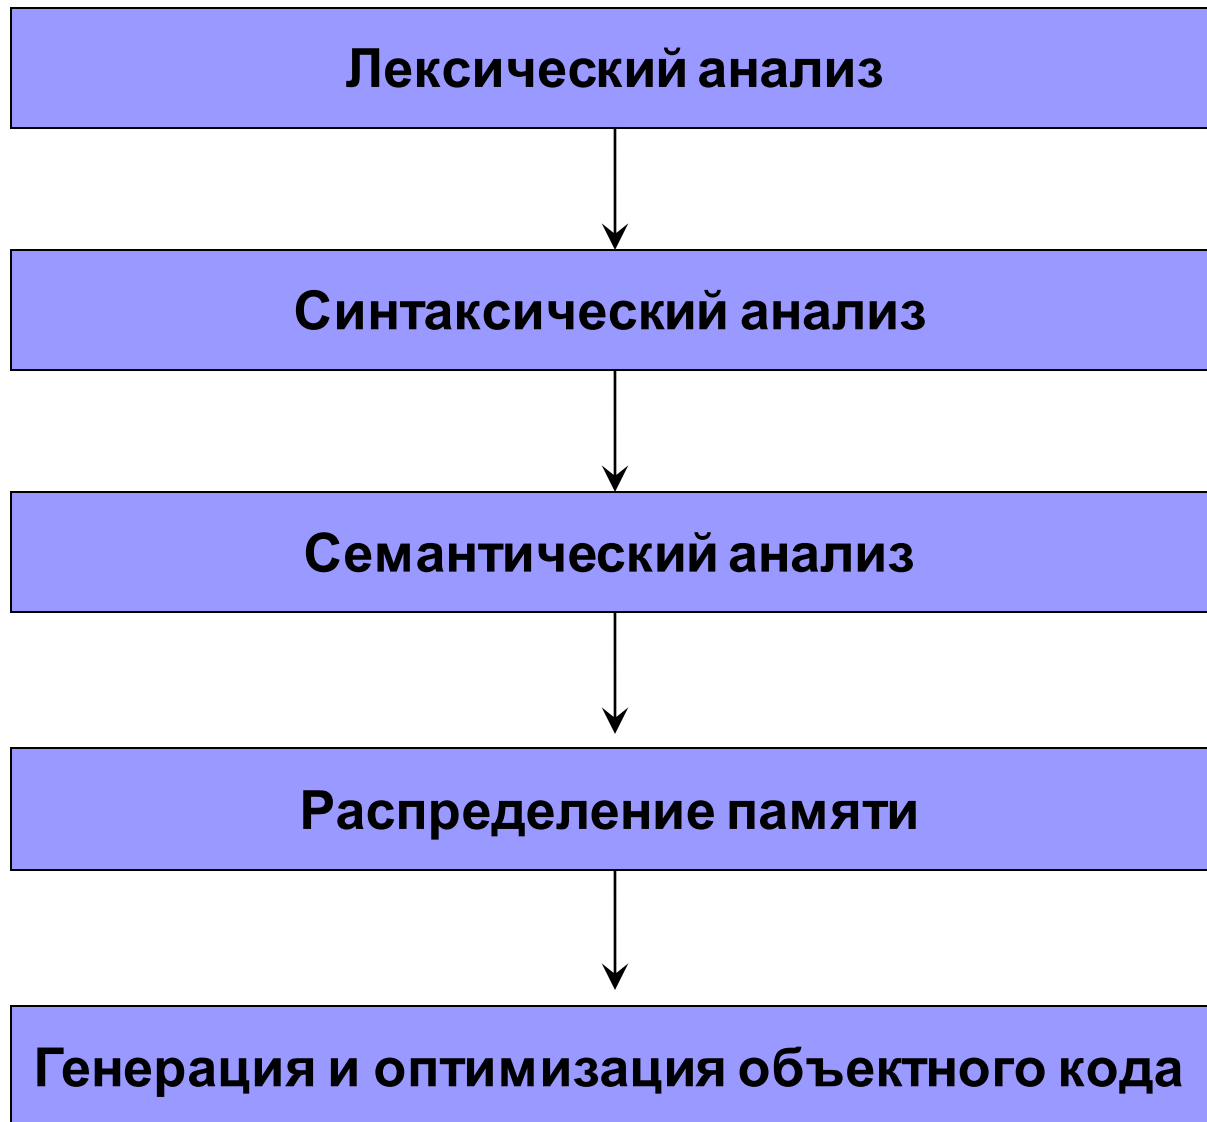 Лексический анализ
Синтаксический анализ
Семантический анализ
Распределение памяти
Генерация и оптимизация объектного кода